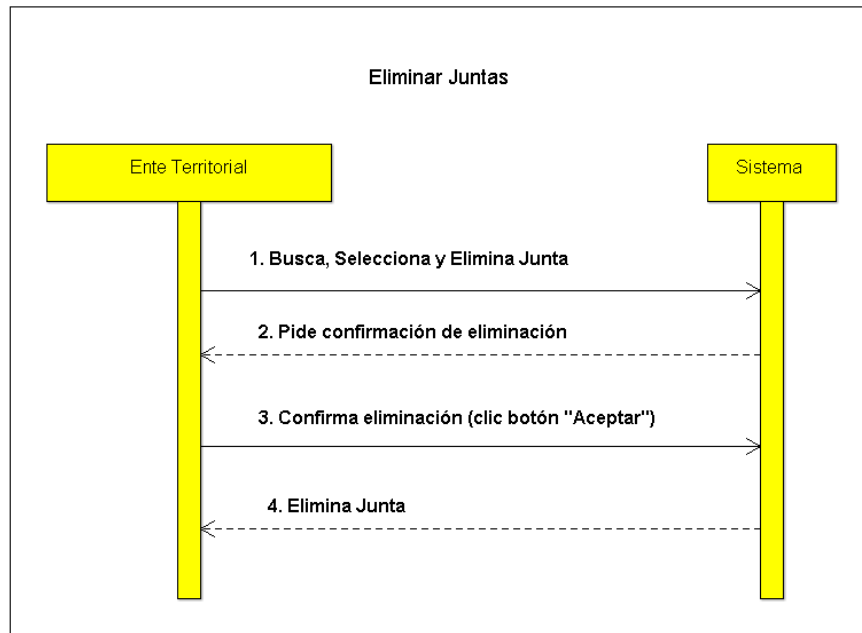 Eliminar Juntas
Ente Territorial
Sistema
1. Busca, Selecciona y Elimina Junta
2. Pide confirmación de eliminación
3. Confirma eliminación (clic botón "Aceptar")
4. Elimina Junta